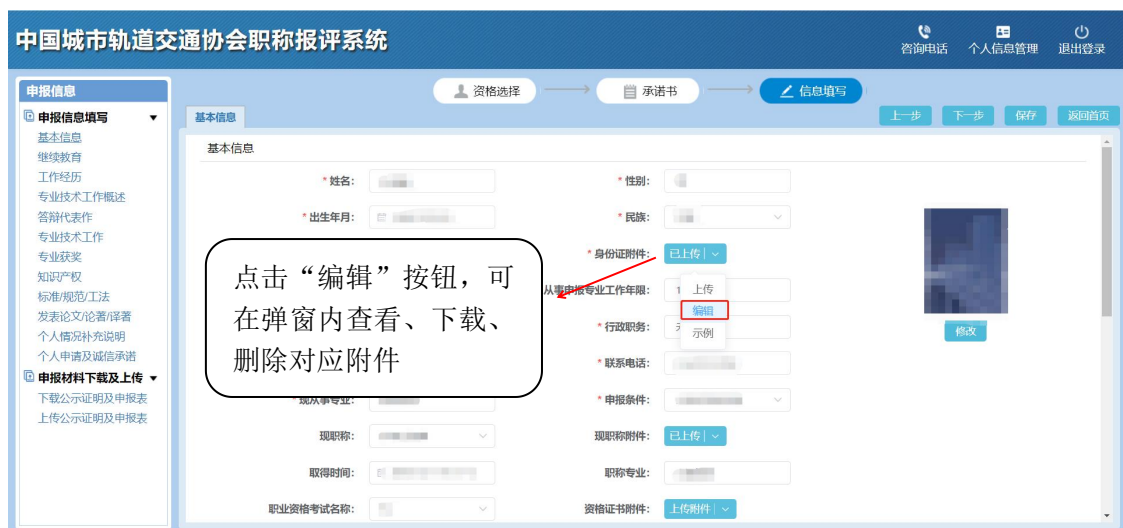 中国城市轨道交通协会职称报评系统
咨询电话 个人信息管理 退出登录
申报信息
资格选择 承诺书 信息填写
申报信息填写
基本信息
上一步 下一步 保存 返回首页
基本信息
继续教育
工作经历
专业技术工作概述
答辩代表作
专业技术工作
专业获奖
知识产权
标准/规范/工法
发表论文/论著/译著
个人情况补充说明
个人申请及诚信承诺
申报材料下载及上传
下载公示证明及申报表
上传公示证明及申报表
基本信息
*姓名: *性别:
*出生年月: *民族:
*身份证附件: 已上传
点击“编辑”按钮，可
在弹窗内查看、下载、
删除对应附件
从事申报专业工作年限: 1
上传
编辑
示例
*行政职务:
修改
*联系电话:
*现从事专业: *申报条件:
现职称: 现职称附件: 已上传
取得时间: 职称专业:
职业资格考试名称: 资格证书附件: 上传附件